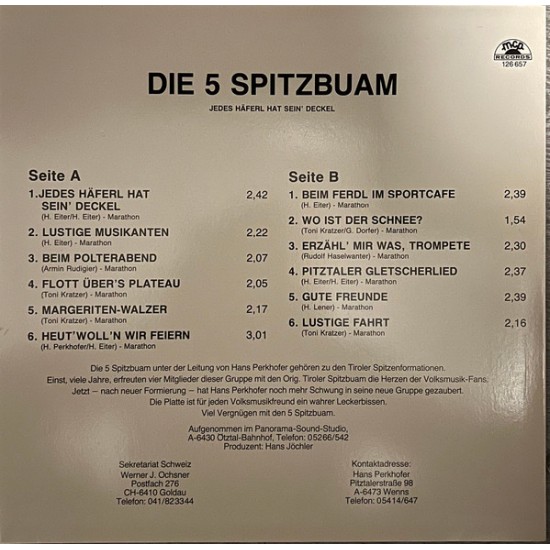 mcp
RECORDS
126 657
DIE 5 SPITZBUAM
JEDES HÄFERL HAT SEIN' DECKEL
Seite A
1.JEDES HÄFERL HAT
SEIN' DECKEL 2,42
(H. Eiter/H. Eiter) - Marathon
2. LUSTIGE MUSIKANTEN 2,22
(H. Eiter) - Marathon
3. BEIM POLTERABEND 2,07
(Armin Rudigier) - Marathon
4. FLOTT ÜBER'S PLATEAU 2,05
(Toni Kratzer) - Marathon
5. MARGERITEN-WALZER 2,17
(Toni Kratzer) - Marathon
6. HEUT'WOLL'N WIR FEIERN 3,01
(H. Perkhofer/H. Eiter) - Marathon
Seite B
1. BEIM FERDL IM SPORTCAFE 2,39
(H. Eiter) - Marathon
2. WO IST DER SCHNEE? 1,54
(Toni Kratzer/G. Dorfer) - Marathon
3. ERZÄHL' MIR WAS, TROMPETE 2,30
(Rudolf Haselwanter) - Marathon
4. PITZTALER GLETSCHERLIED 2,37
(H. Eiter) - Marathon
5. GUTE FREUNDE 2,39
(H. Lener) - Marathon
6. LUSTIGE FAHRT 2,16
(Toni Kratzer) - Marathon
Die 5 Spitzbuam unter der Leitung von Hans Perkhofer gehören zu den Tiroler Spitzenformationen.
Einst, viele Jahre, erfreuten vier Mitglieder dieser Gruppe mit den Orig. Tiroler Spitzbuam die Herzen der Volksmusik-Fans.
Jetzt – nach neuer Formierung – hat Hans Perkhofer noch mehr Schwung in seine neue Gruppe gezaubert.
Die Platte ist für jeden Volksmusikfreund ein wahrer Leckerbissen.
Viel Vergnügen mit den 5 Spitzbuam.
Aufgenommen im Panorama-Sound-Studio,
A-6430 Ötztal-Bahnhof, Telefon: 05266/542
Produzent: Hans Jöchler
Sekretariat Schweiz
Werner J. Ochsner
Postfach 276
CH-6410 Goldau
Telefon: 041/823344
Kontaktadresse:
Hans Perkhofer
Pitztalerstraße 98
A-6473 Wenns
Telefon: 05414/647